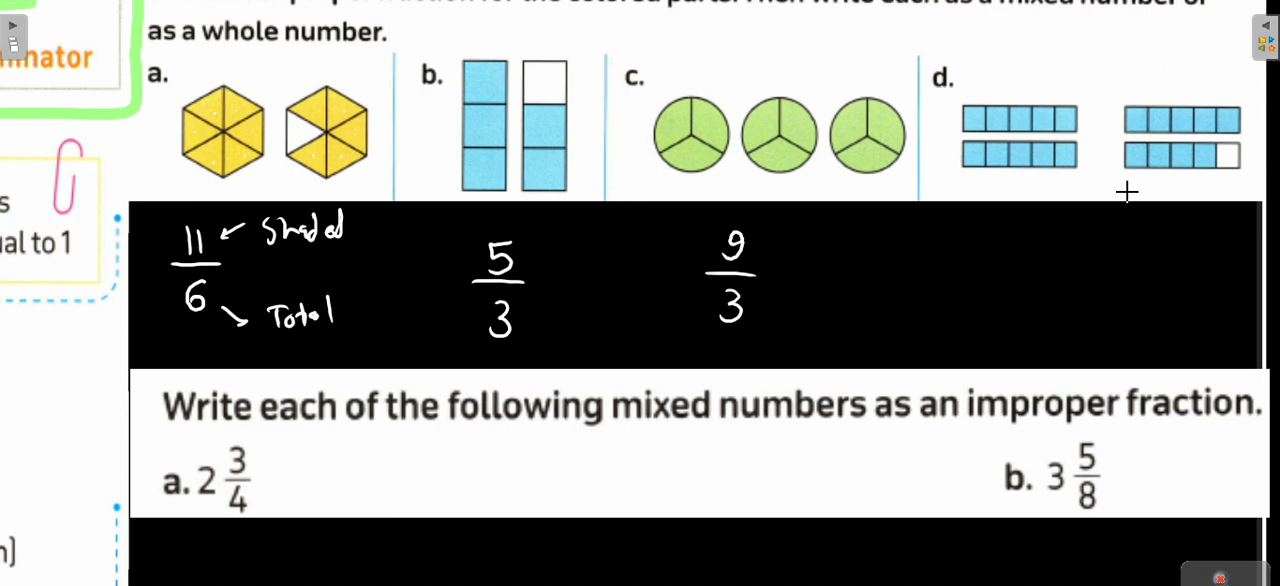 as a whole number.
a. b. c. d.
11 / 6 Shaded Total
5 / 3
9 / 3
ual to 1
Write each of the following mixed numbers as an improper fraction.
a. 2 3/4 b. 3 5/8